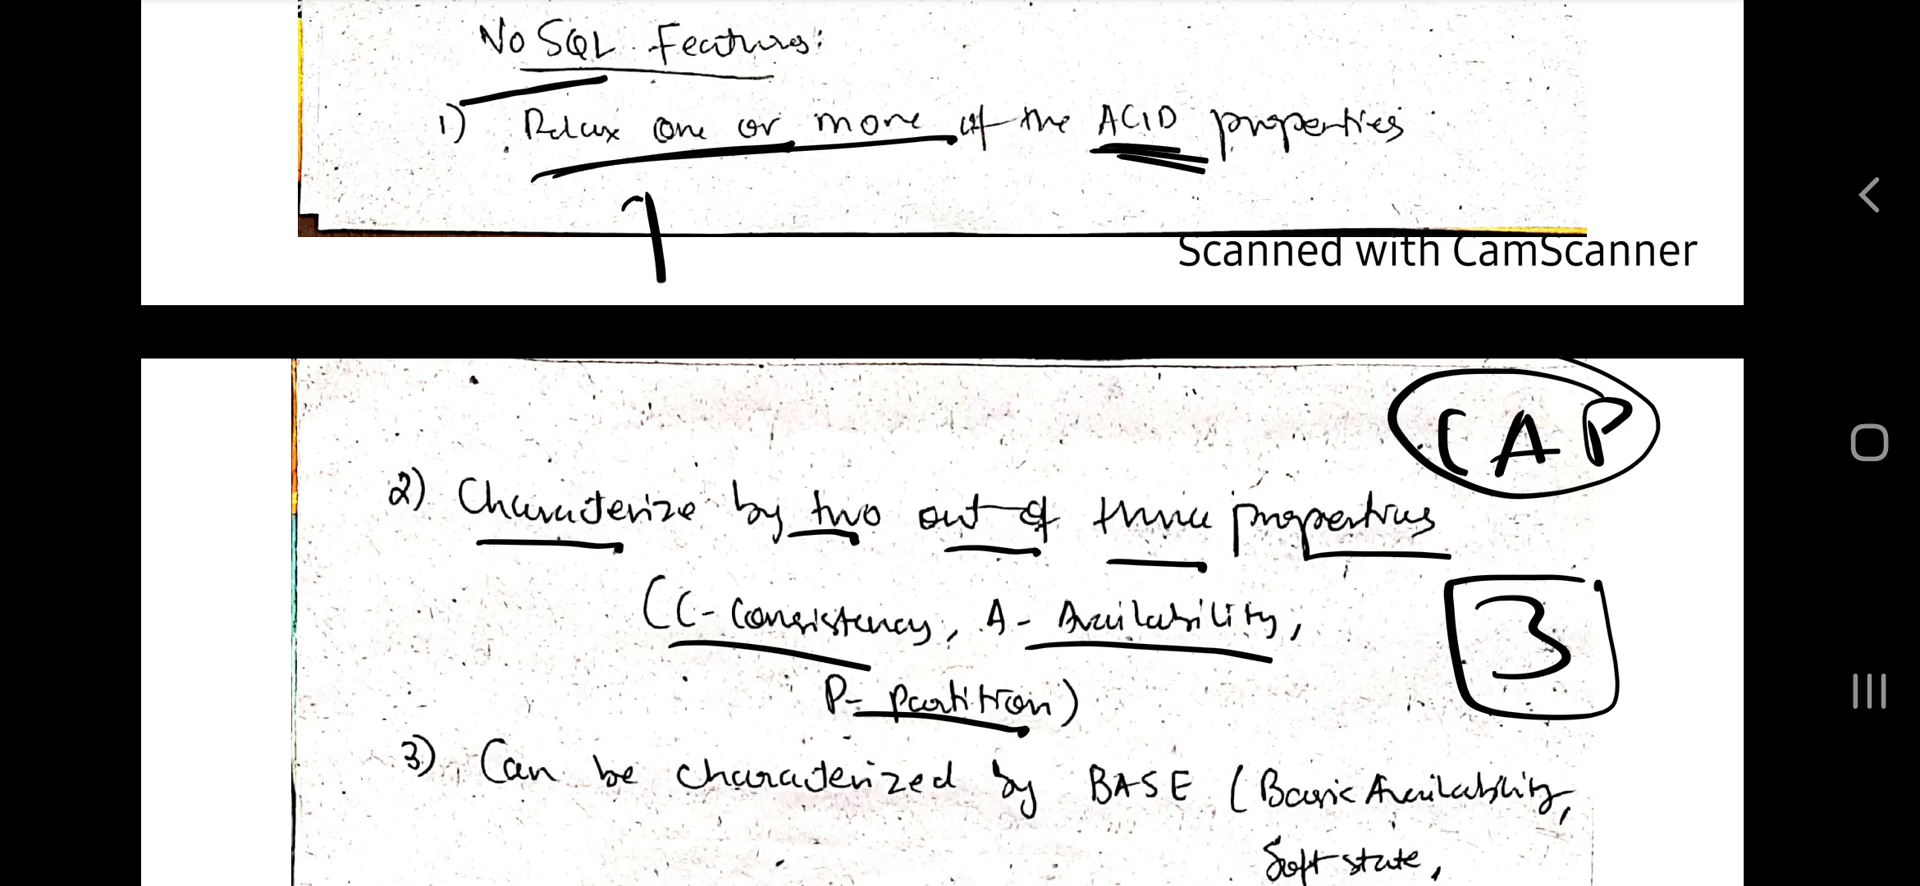 No SQL Features:
1) Relax one or more of the ACID properties
1
Scanned with CamScanner
CAP
2) Characterize by two out of three properties
(C-Consistency, A-Availability,
3
P-Partition)
3) Can be characterized by BASE (Basic Availability,
Soft state,